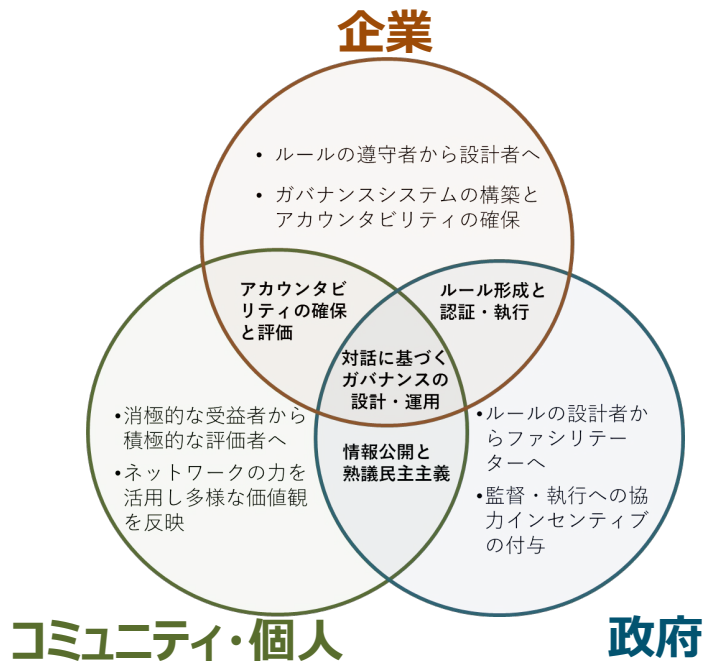 企業
• ルールの遵守者から設計者へ
• ガバナンスシステムの構築と
アカウンタビリティの確保
アカウンタビ
リティの確保
と評価
ルール形成と
認証・執行
対話に基づく
ガバナンスの
設計・運用
•消極的な受益者から
積極的な評価者へ
•ネットワークの力を
活用し多様な価値観
を反映
情報公開と
熟議民主主義
•ルールの設計者か
らファシリテー
ターへ
•監督・執行への協
力インセンティブ
の付与
コミュニティ・個人
政府